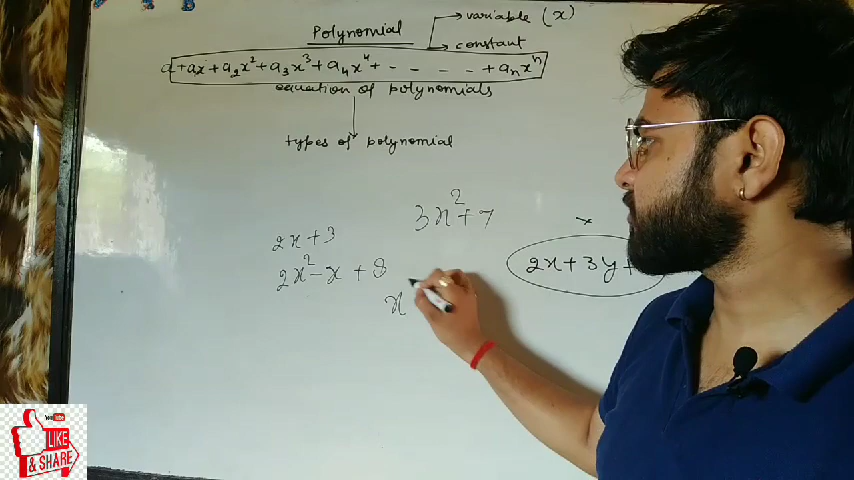 Polynomial
variable (x)
constant
a+ax+a₂x²+a₃x³+a₄x⁴+- - - - - +aₙxⁿ
equation of polynomials
types of polynomial
3x²+7
x
2x+3
2x²-x+8
2x+3y+
x
YouTube
LIKE
& SHARE